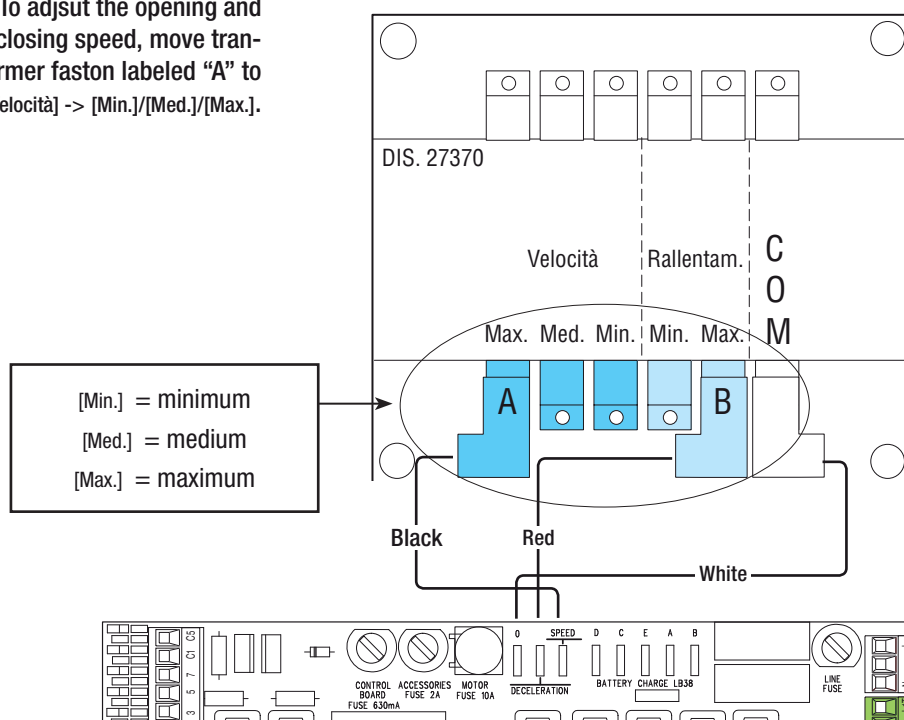 To adjsut the opening and
closing speed, move tran-
rmer faston labeled “A” to
elocità] -> [Min.]/[Med.]/[Max.].
DIS. 27370
Velocità
Rallentam.
COM
Max. Med. Min. Min. Max.
A
B
[Min.] = minimum
[Med.] = medium
[Max.] = maximum
Black
Red
White
C5
C1
7
5
3
CONTROL
BOARD
FUSE 630mA
ACCESSORIES
FUSE 2A
MOTOR
FUSE 10A
0
SPEED
DECELERATION
D C E A B
BATTERY CHARGE LB38
LINE
FUSE